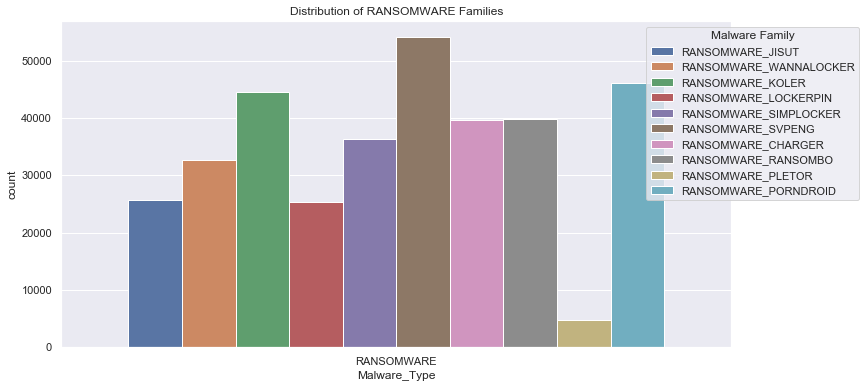 Distribution of RANSOMWARE Families
Malware Family
RANSOMWARE_JISUT
RANSOMWARE_WANNALOCKER
RANSOMWARE_KOLER
RANSOMWARE_LOCKERPIN
RANSOMWARE_SIMPLOCKER
RANSOMWARE_SVPENG
RANSOMWARE_CHARGER
RANSOMWARE_RANSOMBO
RANSOMWARE_PLETOR
RANSOMWARE_PORNDROID
count
50000
40000
30000
20000
10000
0
RANSOMWARE
Malware_Type